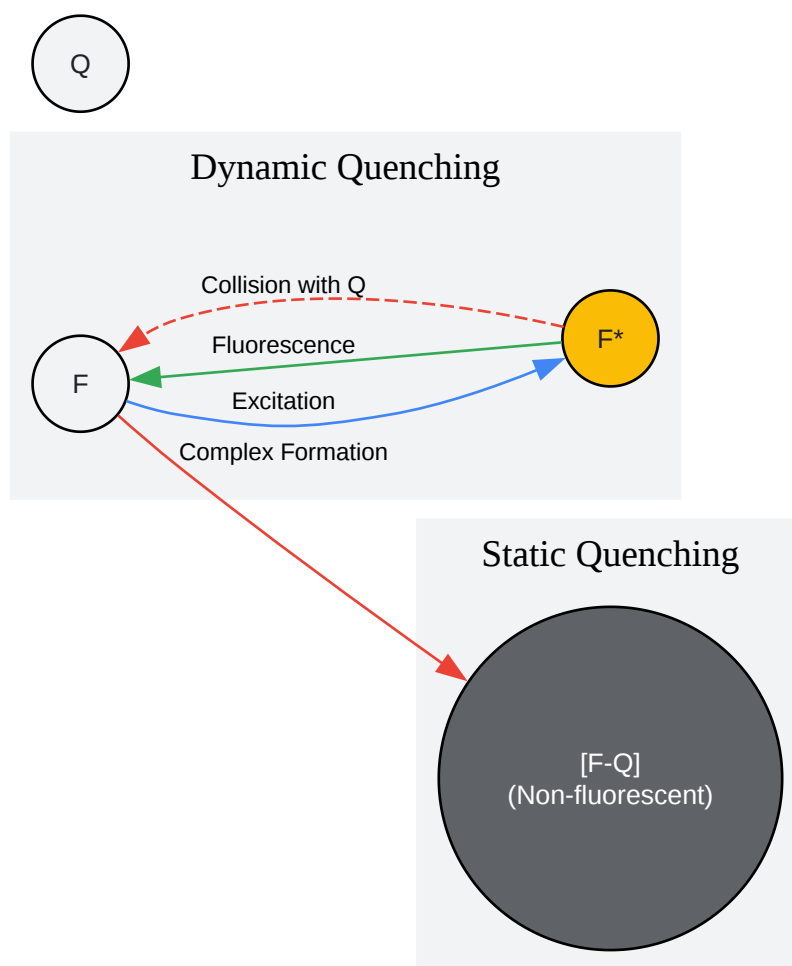 Q
Dynamic Quenching
Collision with Q
F*
Fluorescence
F
Excitation
Complex Formation
Static Quenching
[F-Q]
(Non-fluorescent)